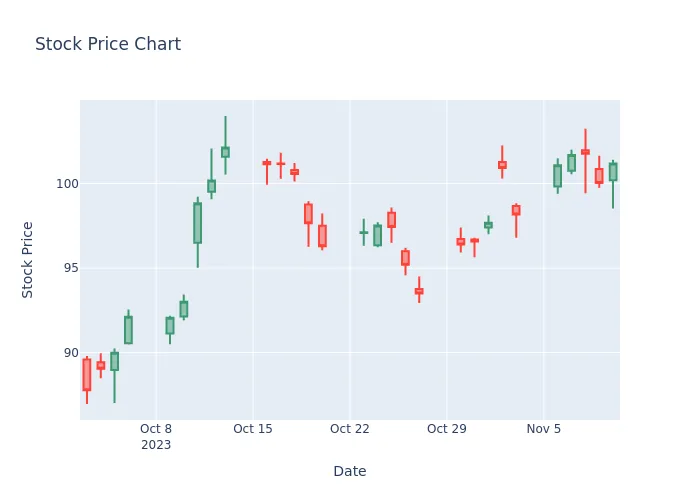 Stock Price Chart
Stock Price
100
95
90
Oct 8
2023
Oct 15
Oct 22
Oct 29
Nov 5
Date